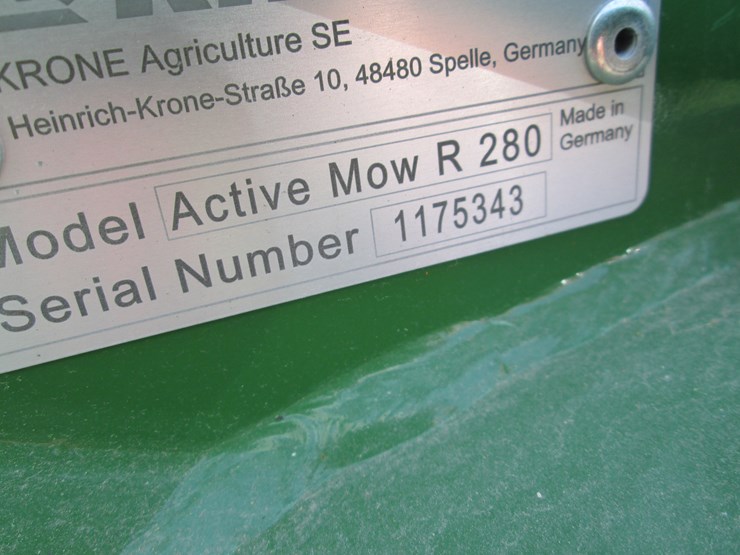 KRONE Agriculture SE
Heinrich-Krone-Straße 10, 48480 Spelle, Germany
Model Active Mow R 280 Made in Germany
Serial Number 1175343